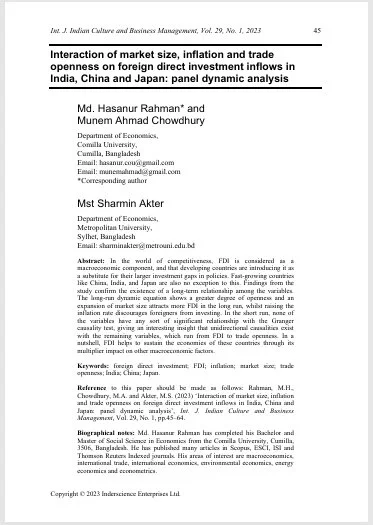 Int. J. Indian Culture and Business Management, Vol. 29, No. 1, 2023 45
Interaction of market size, inflation and trade
openness on foreign direct investment inflows in
India, China and Japan: panel dynamic analysis
Md. Hasanur Rahman* and
Munem Ahmad Chowdhury
Department of Economics,
Comilla University,
Cumilla, Bangladesh
Email: hasanur.cou@gmail.com
Email: munemahmad@gmail.com
*Corresponding author
Mst Sharmin Akter
Department of Economics,
Metropolitan University,
Sylhet, Bangladesh
Email: sharminakter@metrouni.edu.bd
Abstract: In the world of competitiveness, FDI is considered as a
macroeconomic component, and that developing countries are introducing it as
a substitute for their larger investment gaps in policies. Fast-growing countries
like China, India, and Japan are also no exception to this. Findings from the
study confirm the existence of a long-term relationship among the variables.
The long-run dynamic equation shows a greater degree of openness and an
expansion of market size attracts more FDI in the long run, whilst raising the
inflation rate discourages foreigners from investing. In the short run, none of
the variables have any sort of significant relationship with the Granger
causality test, giving an interesting insight that unidirectional causalities exist
with the remaining variables, which run from FDI to trade openness. In a
nutshell, FDI helps to sustain the economies of these countries through its
multiplier impact on other macroeconomic factors.
Keywords: foreign direct investment; FDI; inflation; market size; trade
openness; India; China; Japan.
Reference to this paper should be made as follows: Rahman, M.H.,
Chowdhury, M.A. and Akter, M.S. (2023) 'Interaction of market size, inflation
and trade openness on foreign direct investment inflows in India, China and
Japan: panel dynamic analysis', Int. J. Indian Culture and Business
Management, Vol. 29, No. 1, pp.45–64.
Biographical notes: Md. Hasanur Rahman has completed his Bachelor and
Master of Social Science in Economics from the Comilla University, Cumilla,
3506, Bangladesh. He has published many articles in Scopus, ESCI, ISI and
Thomson Reuters Indexed journals. His areas of interest are macroeconomics,
international trade, international economics, environmental economics, energy
economics and econometrics.
Copyright © 2023 Inderscience Enterprises Ltd.